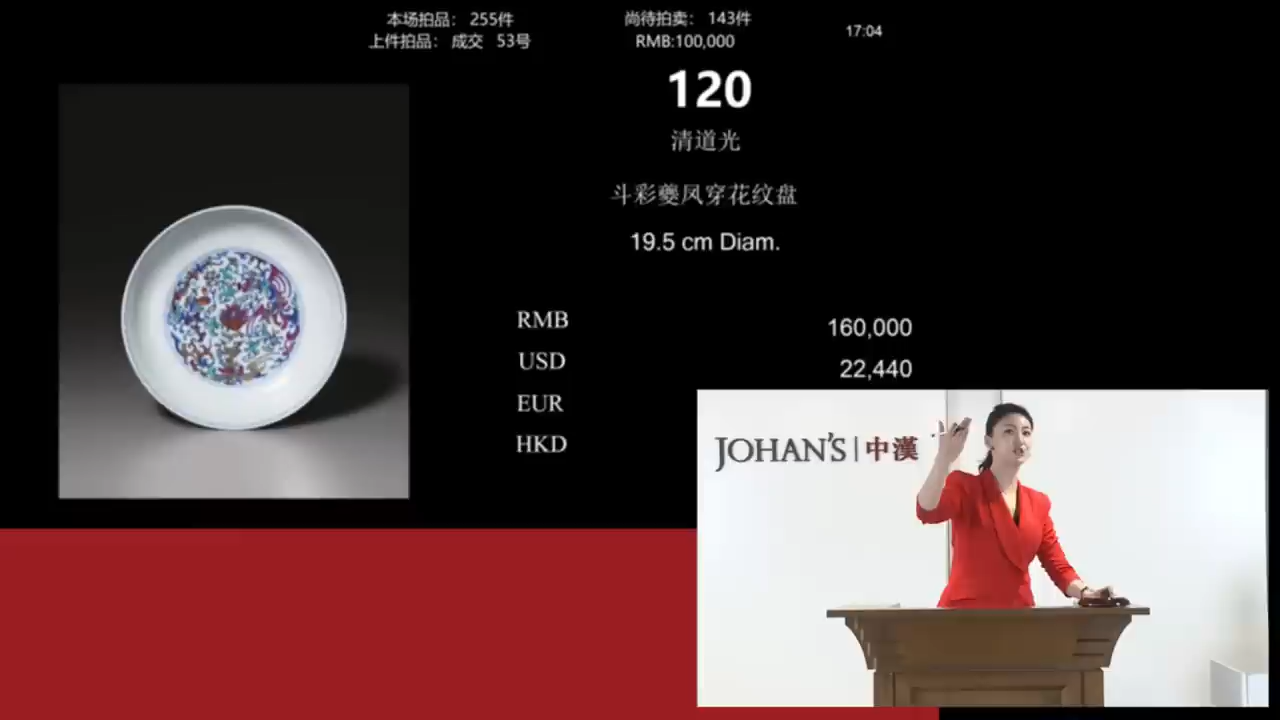 本场拍品： 255件
尚待拍卖： 143件
上件拍品： 成交 53号
RMB:100,000
17:04
120
清道光
斗彩夔凤穿花纹盘
19.5 cm Diam.
RMB 160,000
USD 22,440
EUR
HKD
JOHAN'S | 中漢